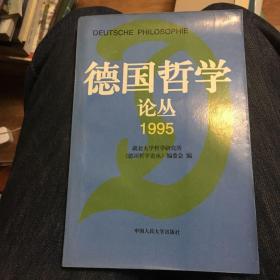 DEUTSCHE PHILOSOPHIE
德国哲学
论丛
1995
湖北大学哲学研究所
《德国哲学论丛》编委会 编
中国人民大学出版社